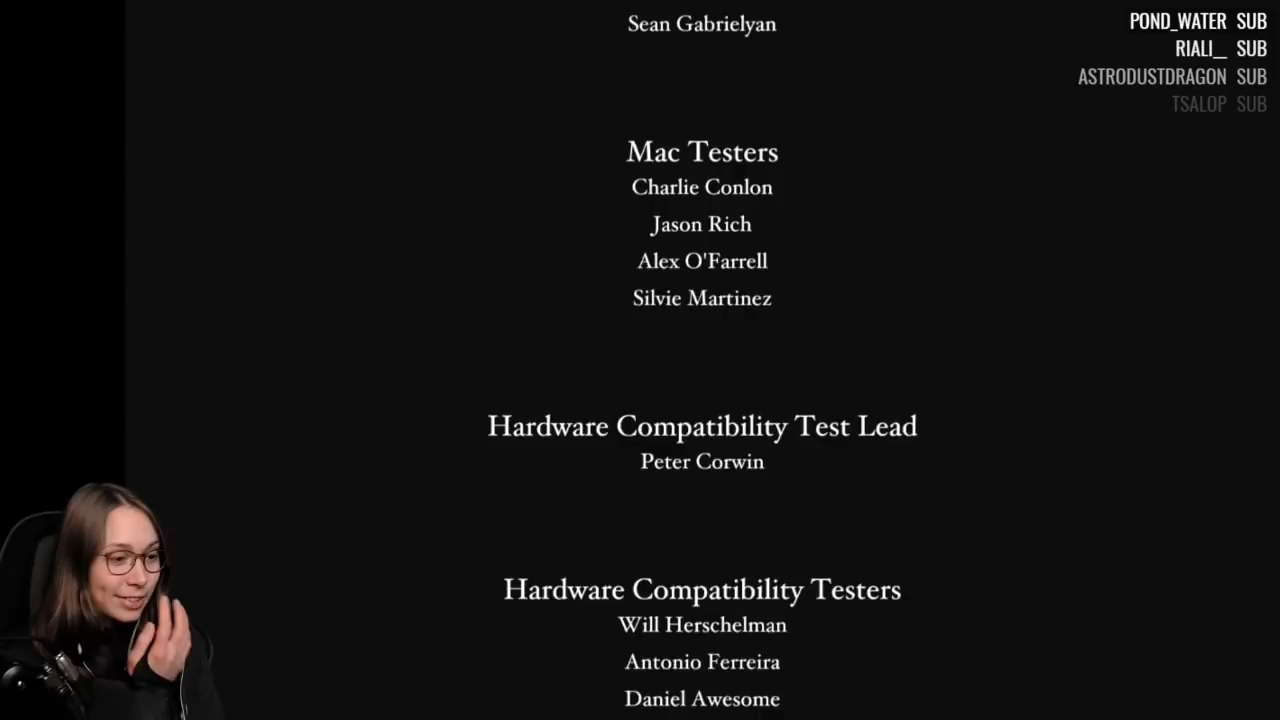 Sean Gabrielyan
POND_WATER SUB
RIALI__ SUB
ASTRODUSTDRAGON SUB
TSALOP SUB
Mac Testers
Charlie Conlon
Jason Rich
Alex O'Farrell
Silvie Martinez
Hardware Compatibility Test Lead
Peter Corwin
Hardware Compatibility Testers
Will Herschelman
Antonio Ferreira
Daniel Awesome